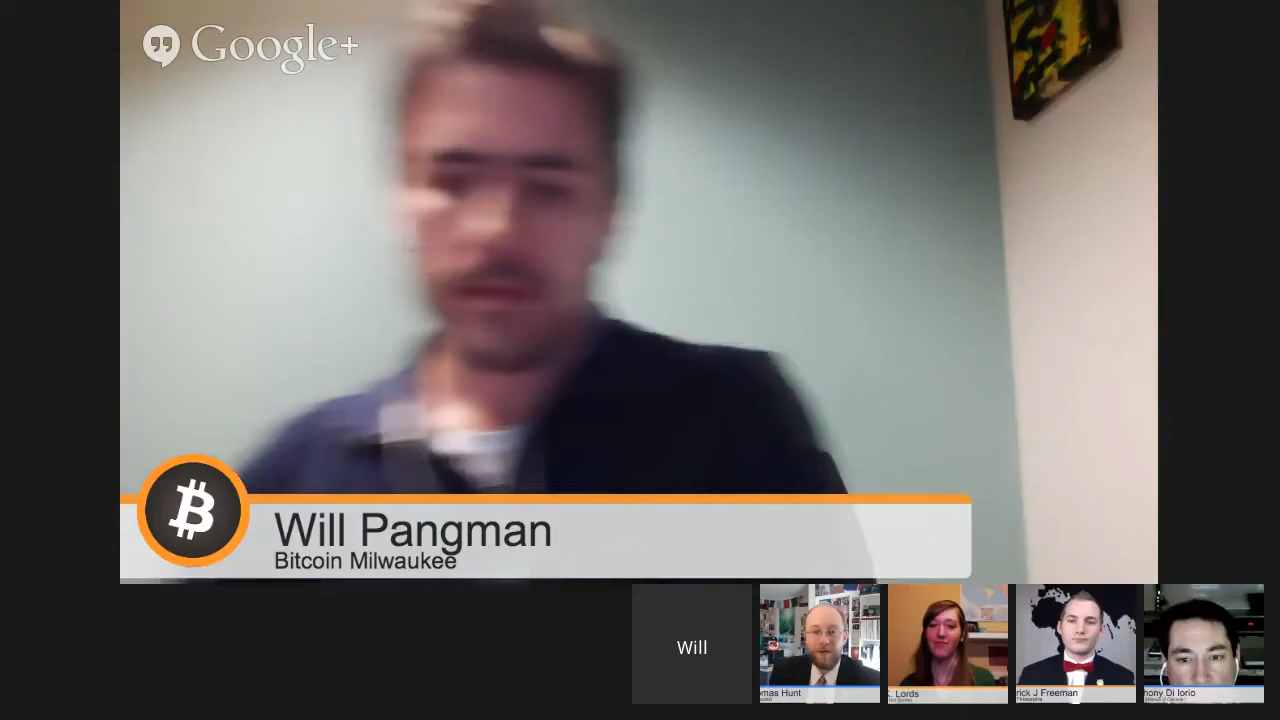 Google+
Will Pangman
Bitcoin Milwaukee
Will
omas Hunt
K. Lords
rick J Freeman
hony Di Iorio